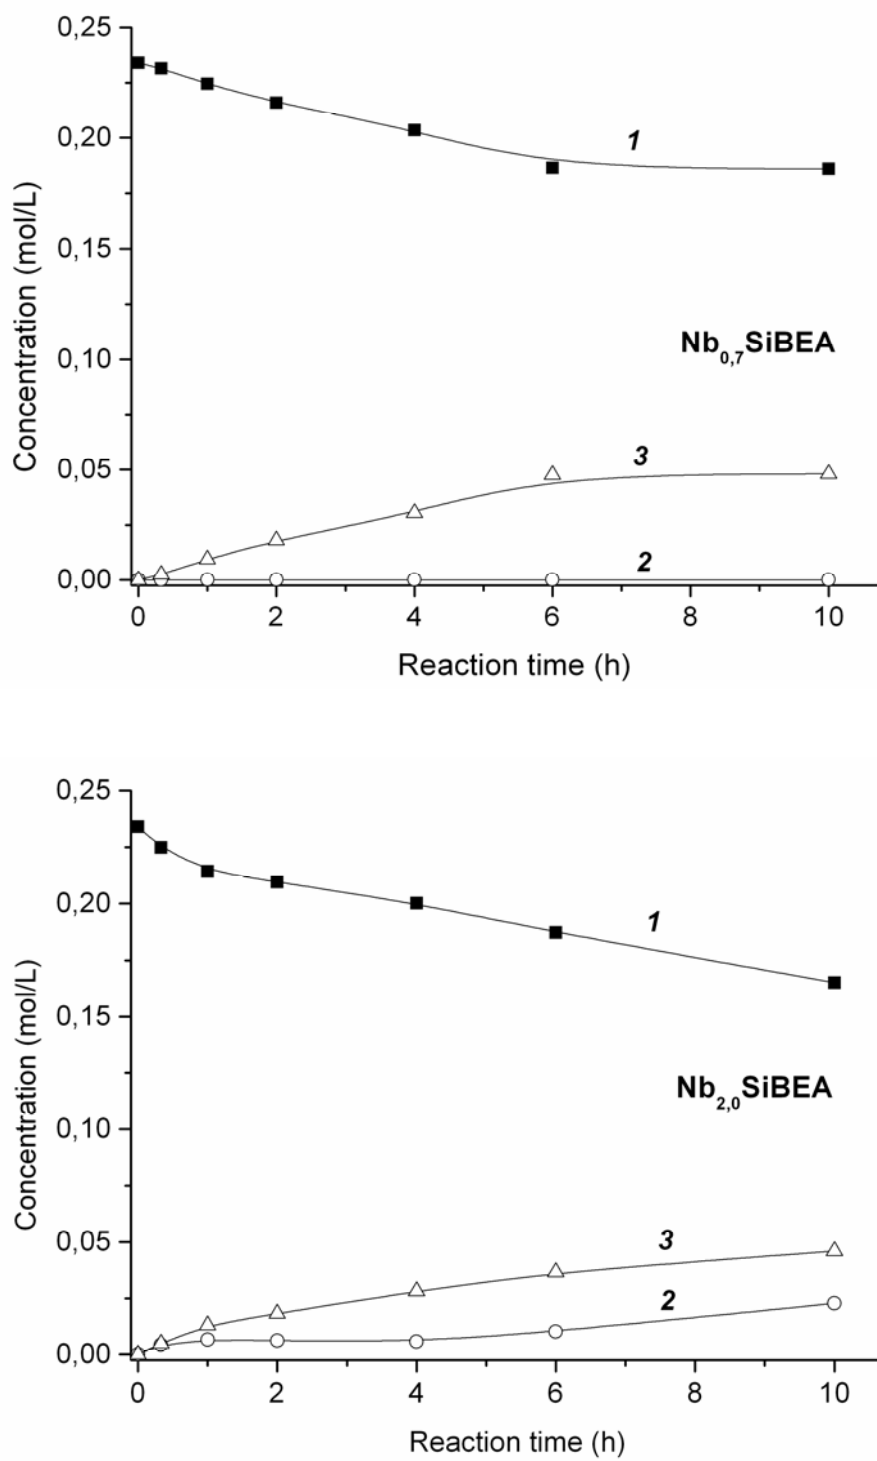 0,25
0,20
0,15
0,10
0,05
0,00
Concentration (mol/L)
1
Nb0,7SiBEA
3
2
0 2 4 6 8 10
Reaction time (h)
0,25
0,20
0,15
0,10
0,05
0,00
Concentration (mol/L)
1
Nb2,0SiBEA
3
2
0 2 4 6 8 10
Reaction time (h)